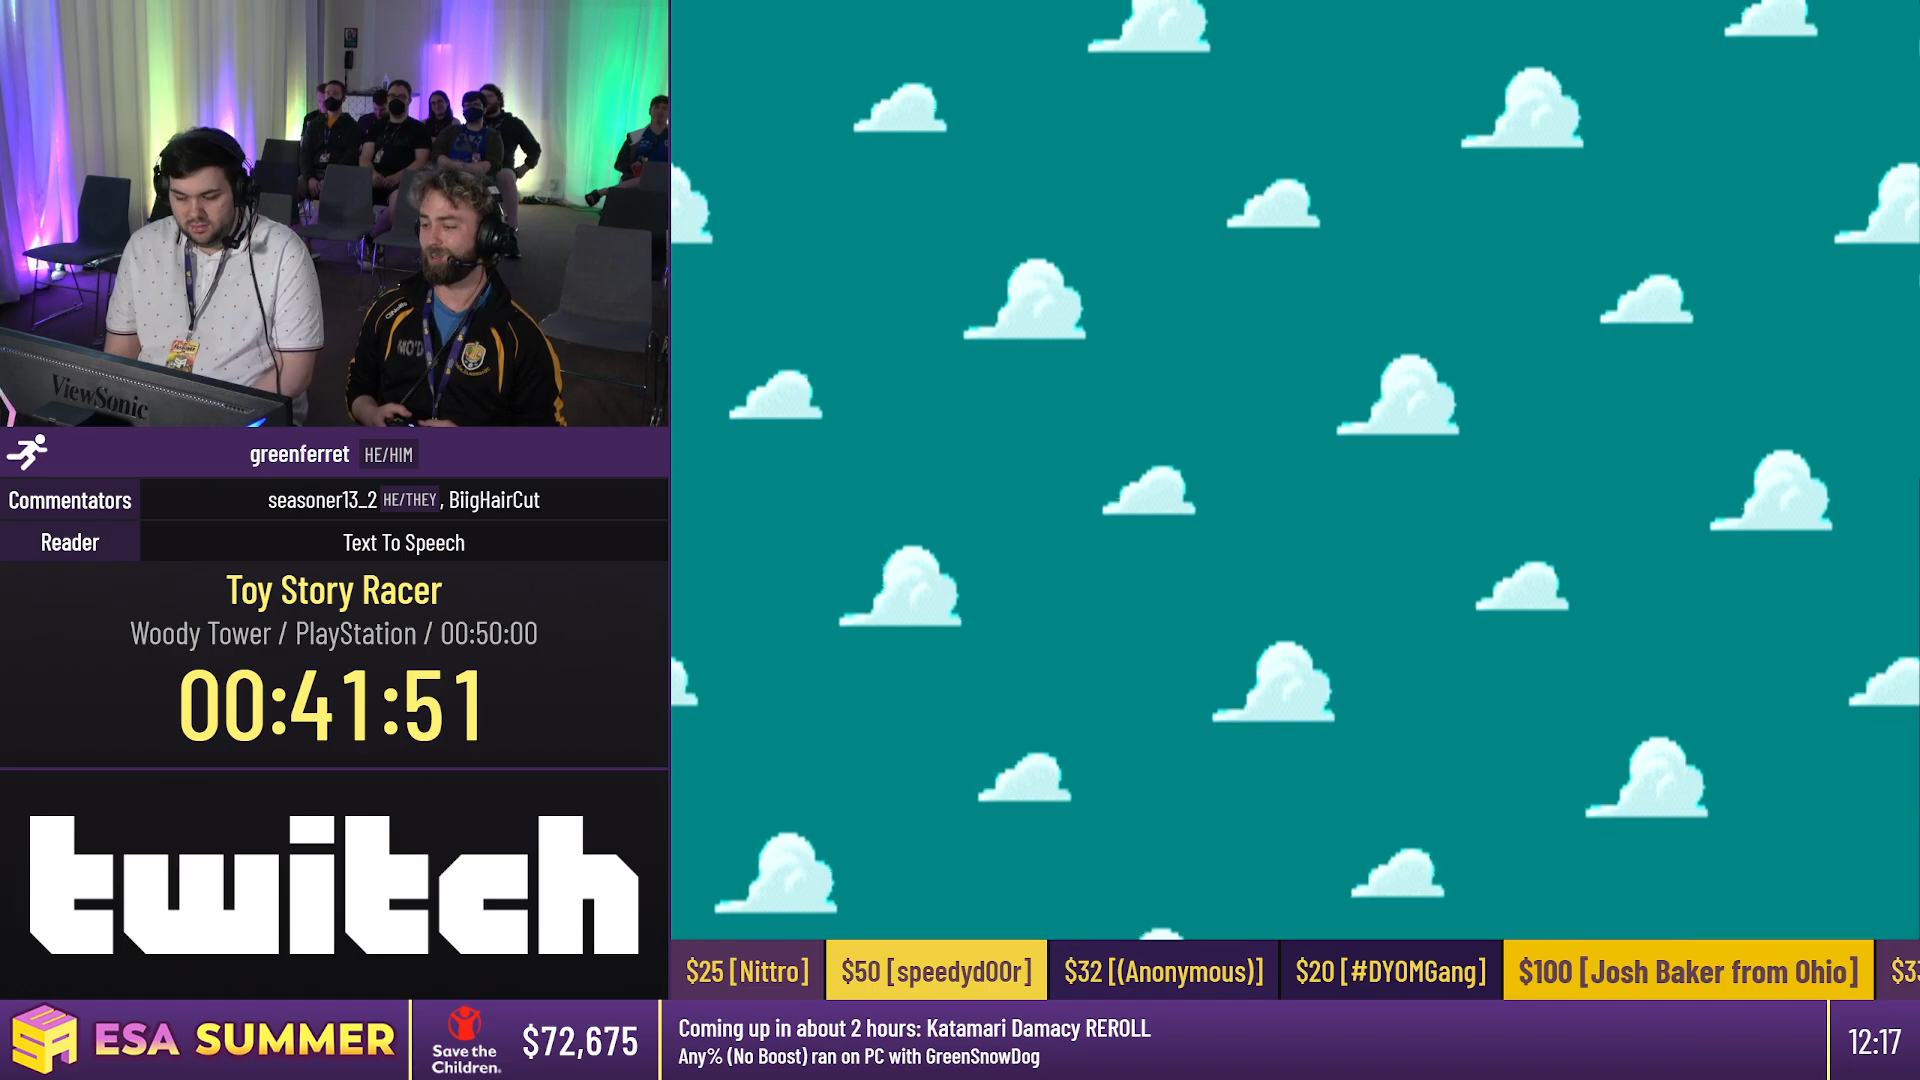 ViewSonic
greenferret HE/HIM
Commentators seasoner13_2 HE/THEY, BiigHairCut
Reader Text To Speech
Toy Story Racer
Woody Tower / PlayStation / 00:50:00
00:41:51
twitch
$25 [Nittro] $50 [speedyd00r] $32 [(Anonymous)] $20 [#DYOMGang] $100 [Josh Baker from Ohio]
ESA SUMMER
Save the
Children.
$72,675
Coming up in about 2 hours: Katamari Damacy REROLL
Any% (No Boost) ran on PC with GreenSnowDog
12:17